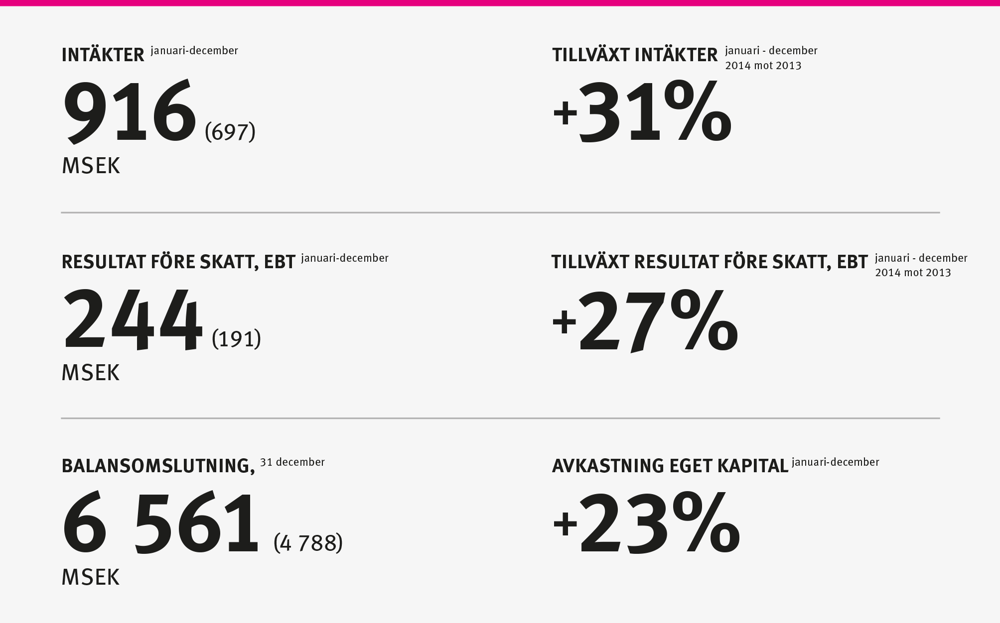 INTÄKTER januari-december
916 (697)
MSEK
TILLVÄXT INTÄKTER januari - december
2014 mot 2013
+31%
RESULTAT FÖRE SKATT, EBT januari-december
244 (191)
MSEK
TILLVÄXT RESULTAT FÖRE SKATT, EBT januari - december
2014 mot 2013
+27%
BALANSOMSLUTNING, 31 december
6 561 (4 788)
MSEK
AVKASTNING EGET KAPITAL januari-december
+23%